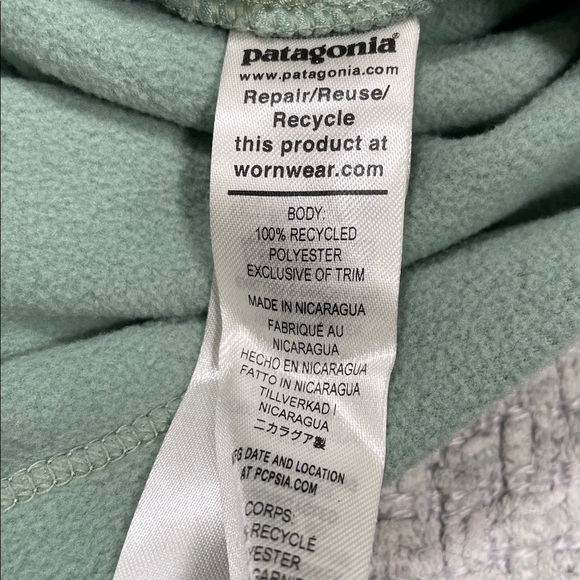 patagonia®
www.patagonia.com
Repair/Reuse/
Recycle
this product at
wornwear.com
BODY:
100% RECYCLED
POLYESTER
EXCLUSIVE OF TRIM
MADE IN NICARAGUA
FABRIQUÉ AU
NICARAGUA
HECHO EN NICARAGUA
FATTO IN NICARAGUA
TILLVERKAD I
NICARAGUA
ニカラグア製
DATE AND LOCATION
AT PCPSIA.COM
CORPS
RECYCLÉ